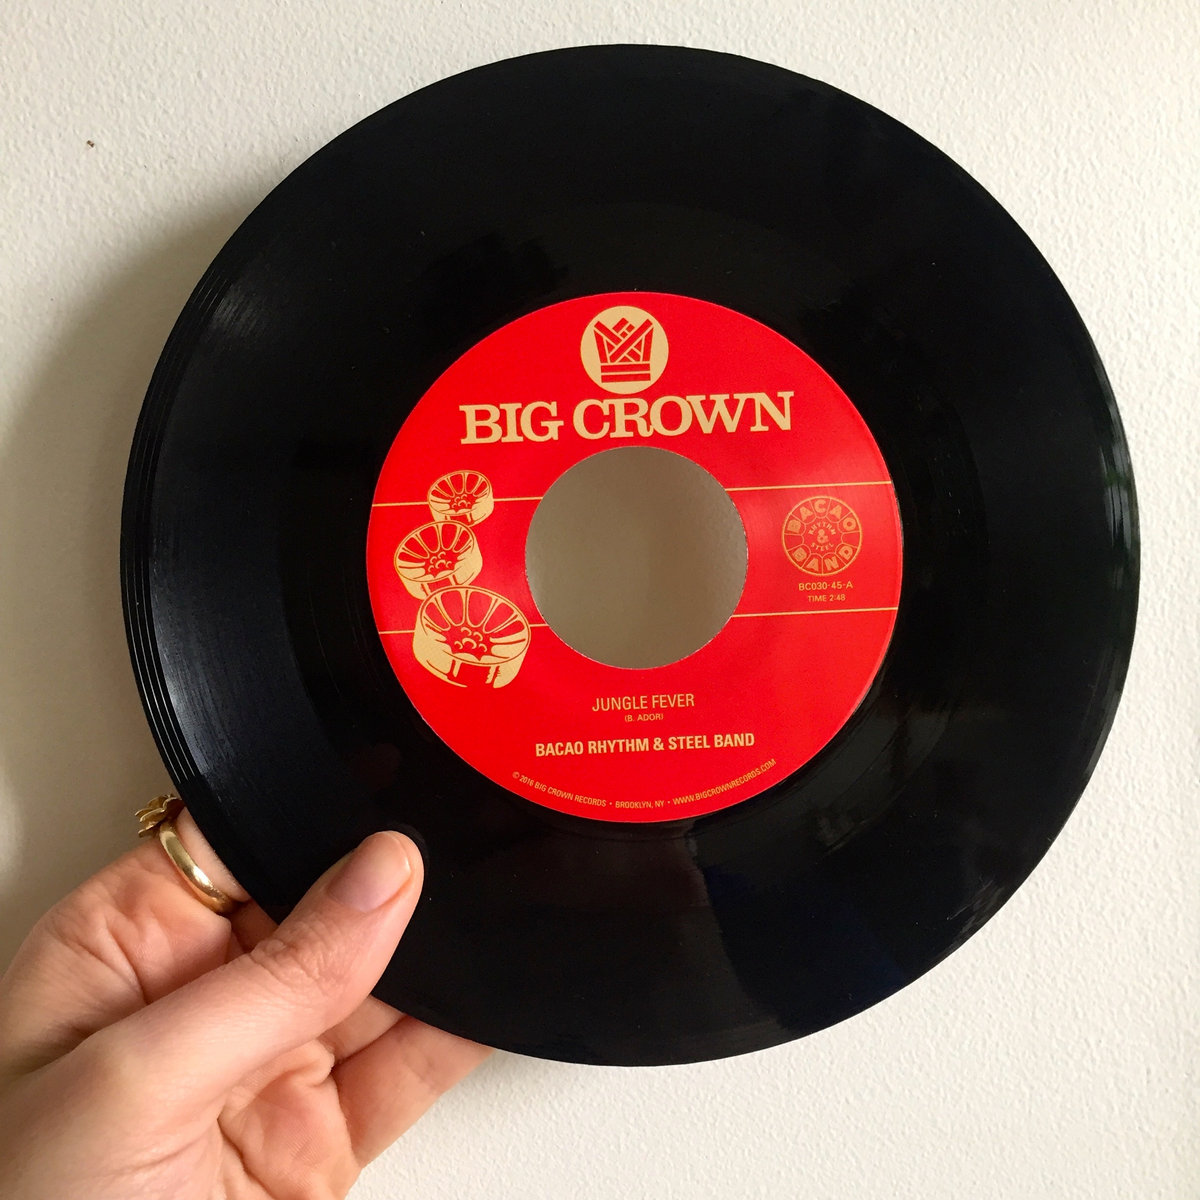 BIG CROWN
BACAO
RHYTHM
&
STEEL
BAND
BC030-45-A
TIME 2:48
JUNGLE FEVER
(B. ADOR)
BACAO RHYTHM & STEEL BAND
© 2016 BIG CROWN RECORDS • BROOKLYN, NY • WWW.BIGCROWNRECORDS.COM